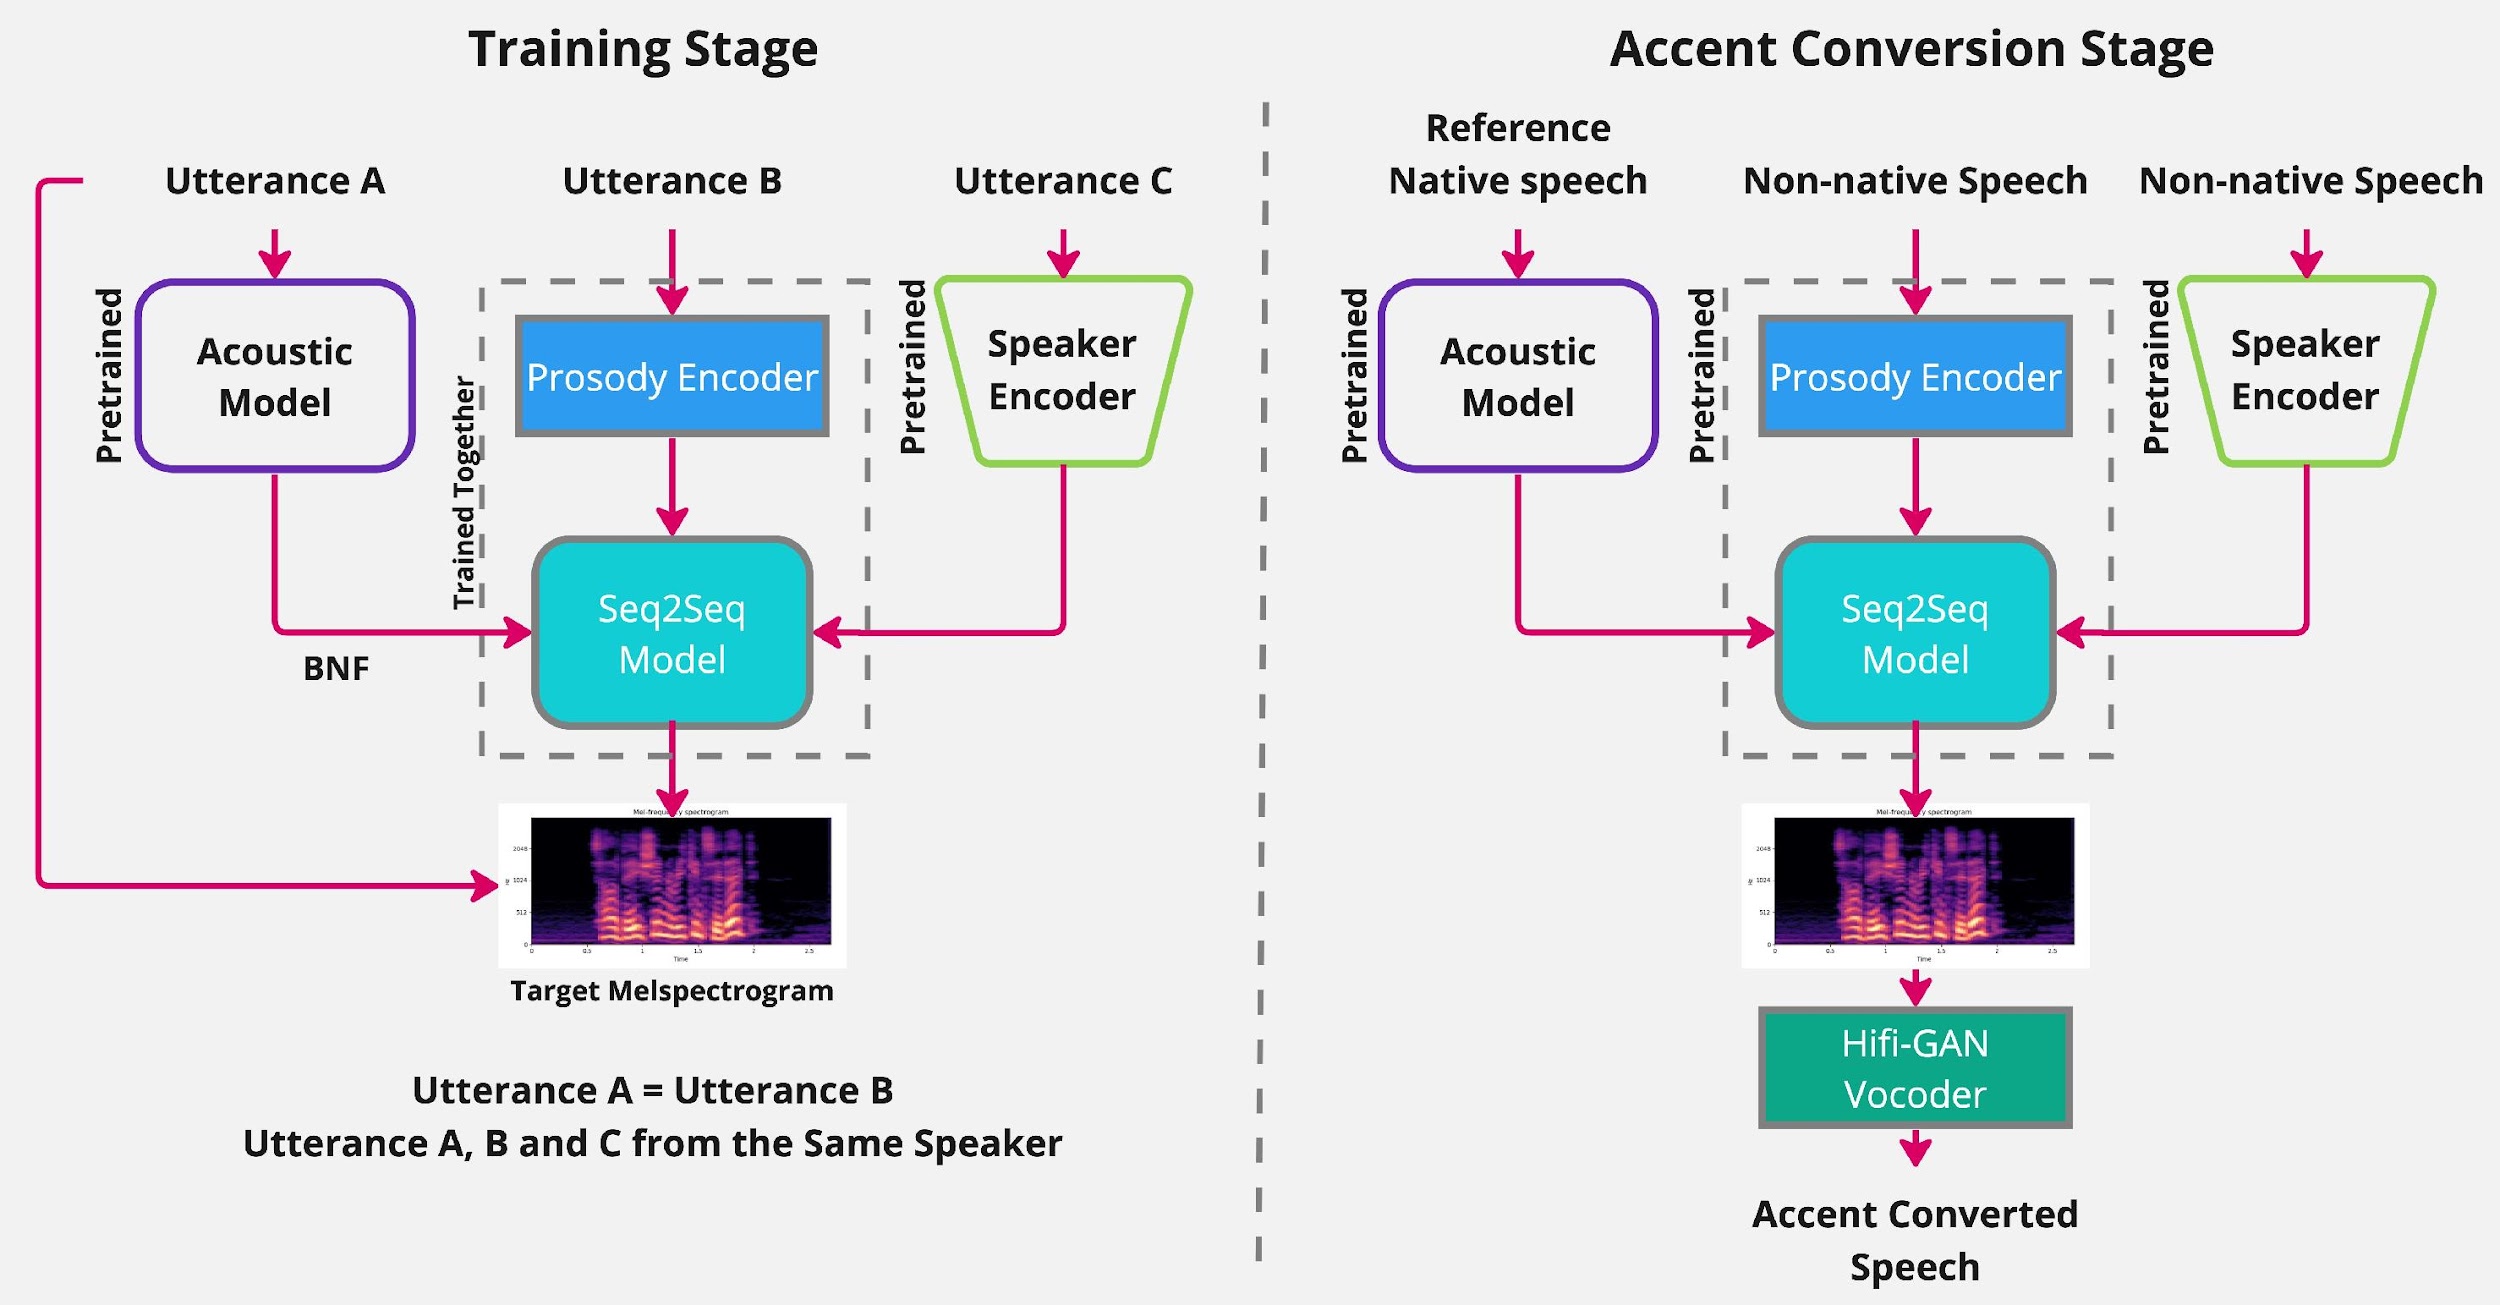 Training Stage
Utterance A
Utterance B
Utterance C
Pretrained
Acoustic
Model
Trained Together
Prosody Encoder
Pretrained
Speaker
Encoder
Seq2Seq
Model
BNF
Mel-frequency spectrogram
2048
1024
512
0
Hz
0
0.5
1
1.5
2
2.5
Time
Target Melspectrogram
Utterance A = Utterance B
Utterance A, B and C from the Same Speaker
Accent Conversion Stage
Reference
Native speech
Non-native Speech
Non-native Speech
Pretrained
Acoustic
Model
Pretrained
Prosody Encoder
Pretrained
Speaker
Encoder
Seq2Seq
Model
Mel-frequency spectrogram
2048
1024
512
0
Hz
0
0.5
1
1.5
2
2.5
Time
Hifi-GAN
Vocoder
Accent Converted
Speech